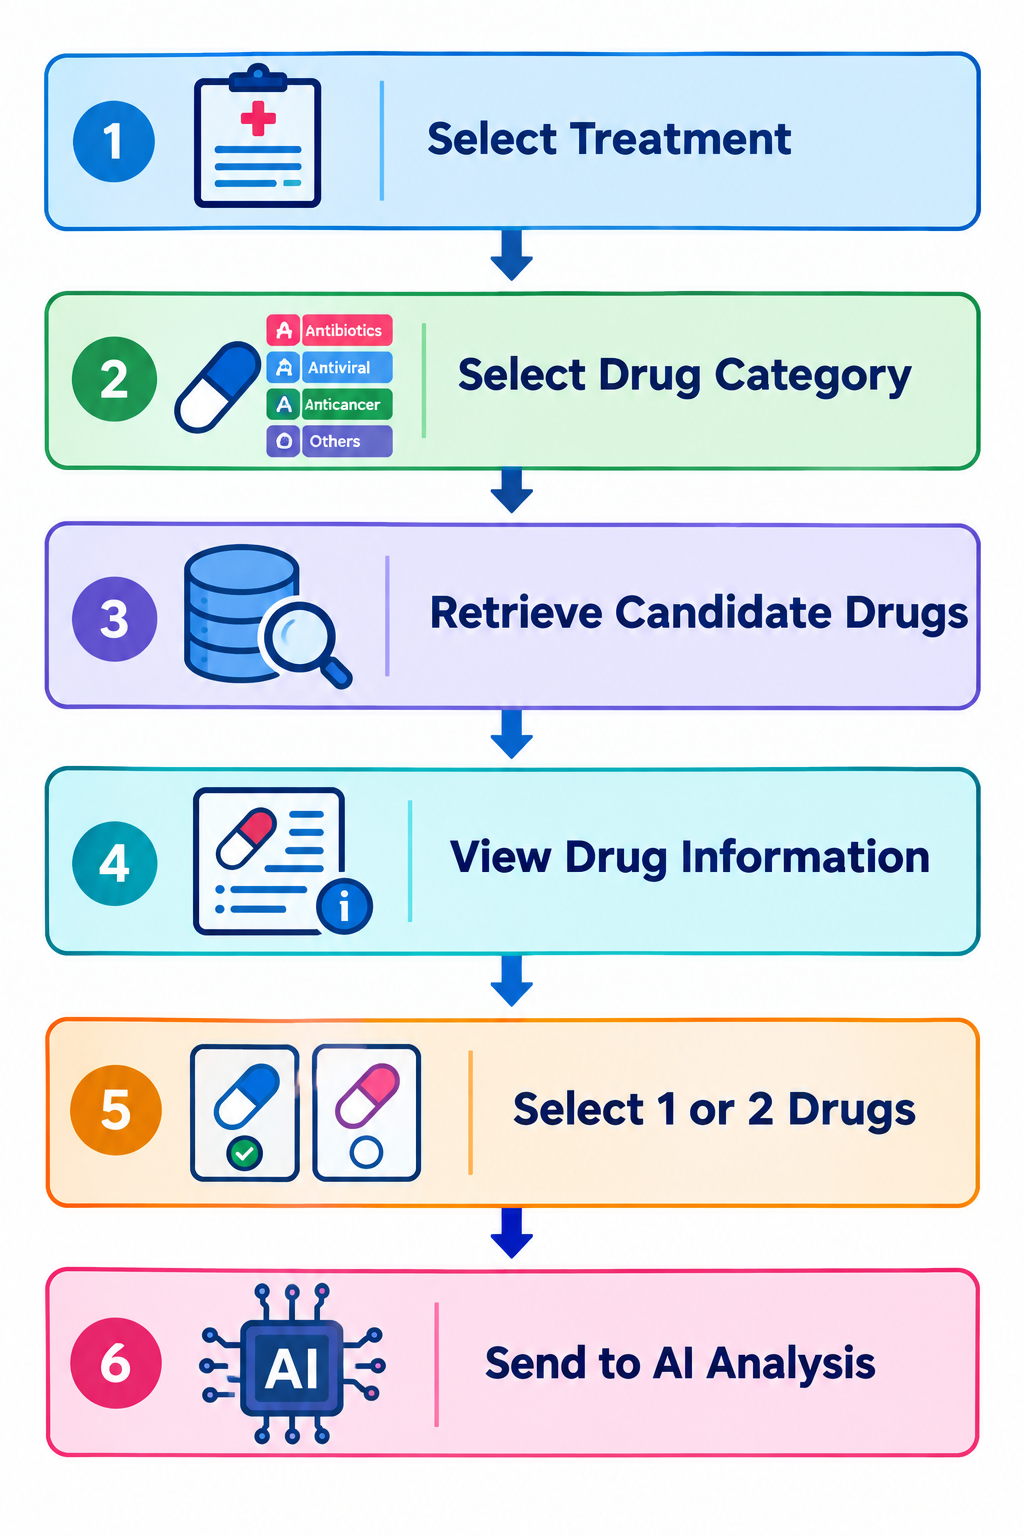 1
Select Treatment
2
A Antibiotics
A Antiviral
A Anticancer
O Others
Select Drug Category
3
Retrieve Candidate Drugs
4
i
View Drug Information
5
Select 1 or 2 Drugs
6
AI
Send to AI Analysis